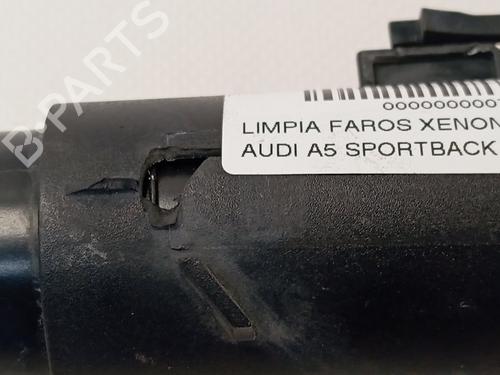 B-PARTS
000000000
LIMPIA FAROS XENON
AUDI A5 SPORTBACK